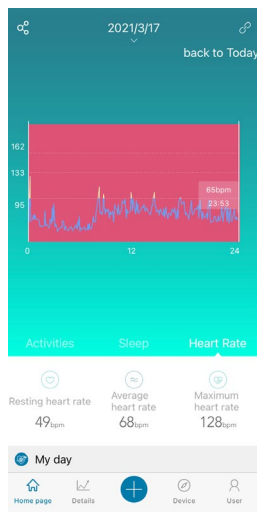 2021/3/17
back to Today
162
133
95
65bpm
23:53
0 12 24
Activities Sleep Heart Rate
Resting heart rate
49bpm
Average
heart rate
68bpm
Maximum
heart rate
128bpm
My day
Home page Details Device User